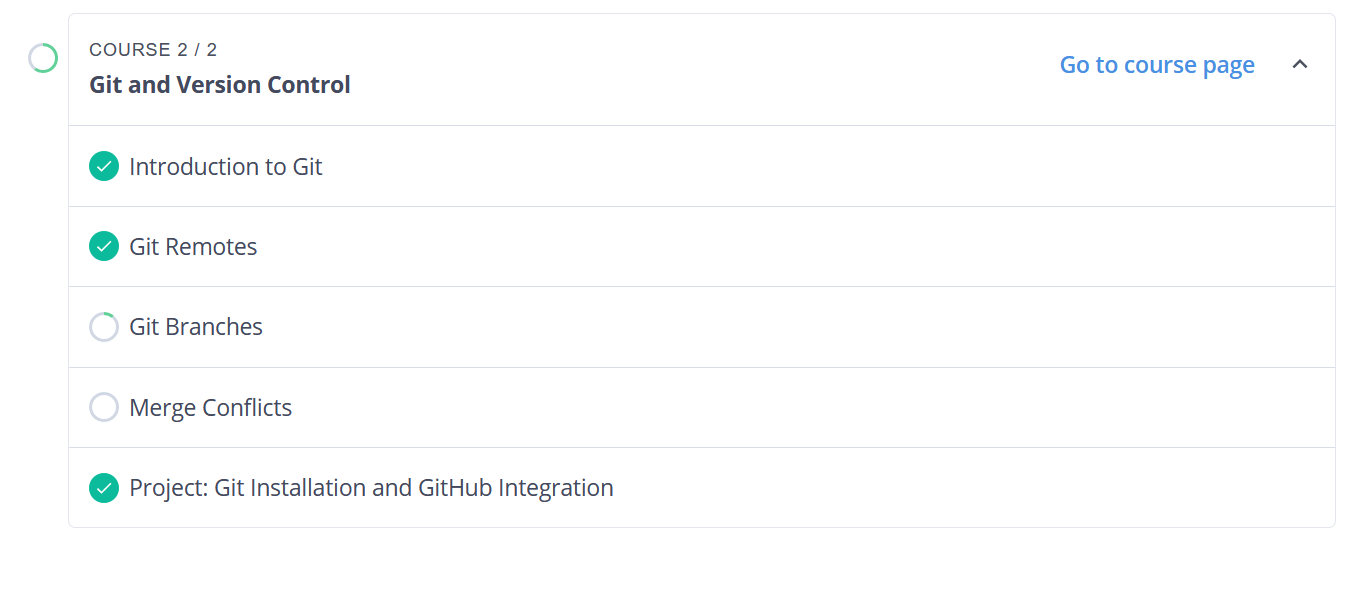 COURSE 2 / 2
Git and Version Control
Go to course page
Introduction to Git
Git Remotes
Git Branches
Merge Conflicts
Project: Git Installation and GitHub Integration